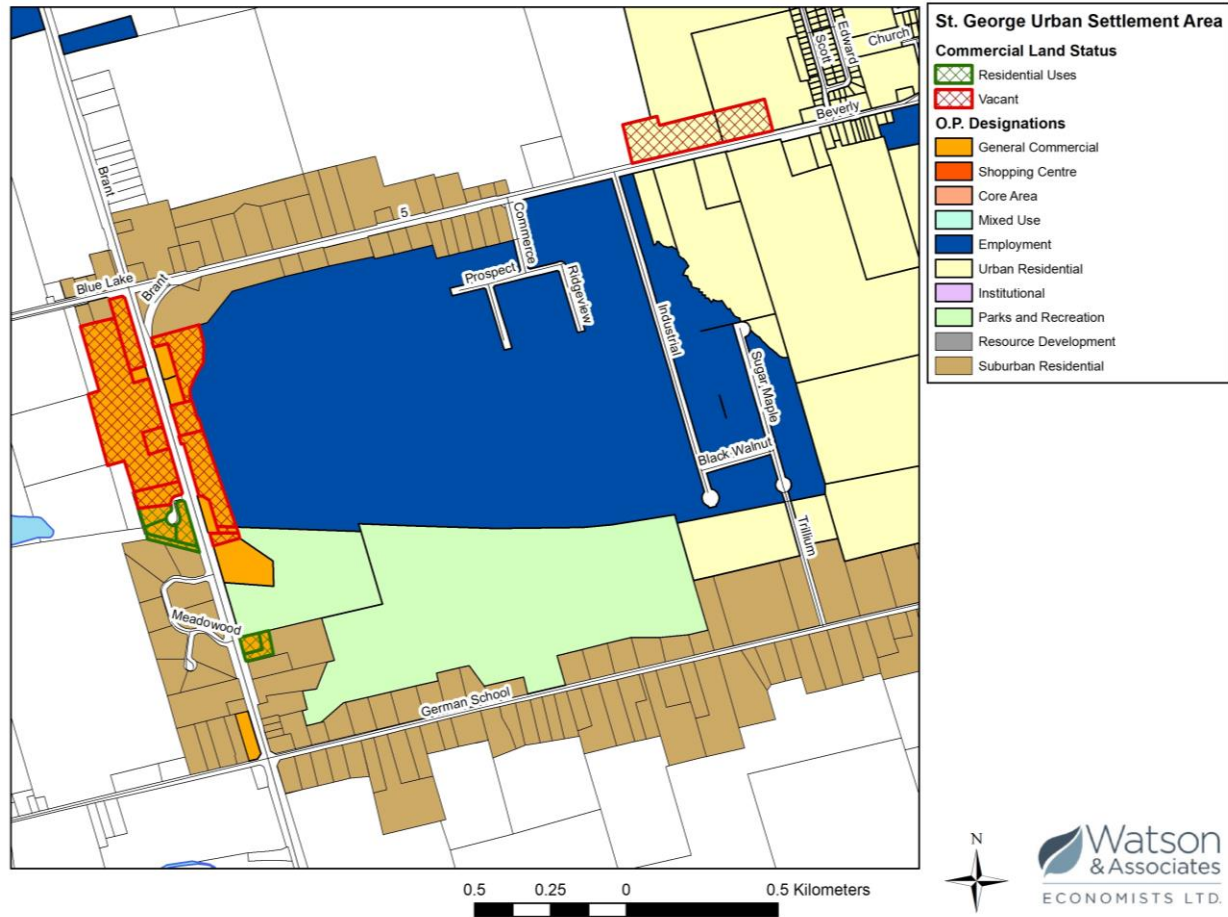 St. George Urban Settlement Area
Commercial Land Status
Residential Uses
Vacant
O.P. Designations
General Commercial
Shopping Centre
Core Area
Mixed Use
Employment
Urban Residential
Institutional
Parks and Recreation
Resource Development
Suburban Residential
Scott
Edward
Church
Beverly
Brant
5
Commerce
Blue Lake
Brant
Prospect
Ridgeview
Industrial
Sugar Maple
Black Walnut
Trillium
Meadowood
German School
N
0.5 0.25 0 0.5 Kilometers
Watson
& Associates
ECONOMISTS LTD.